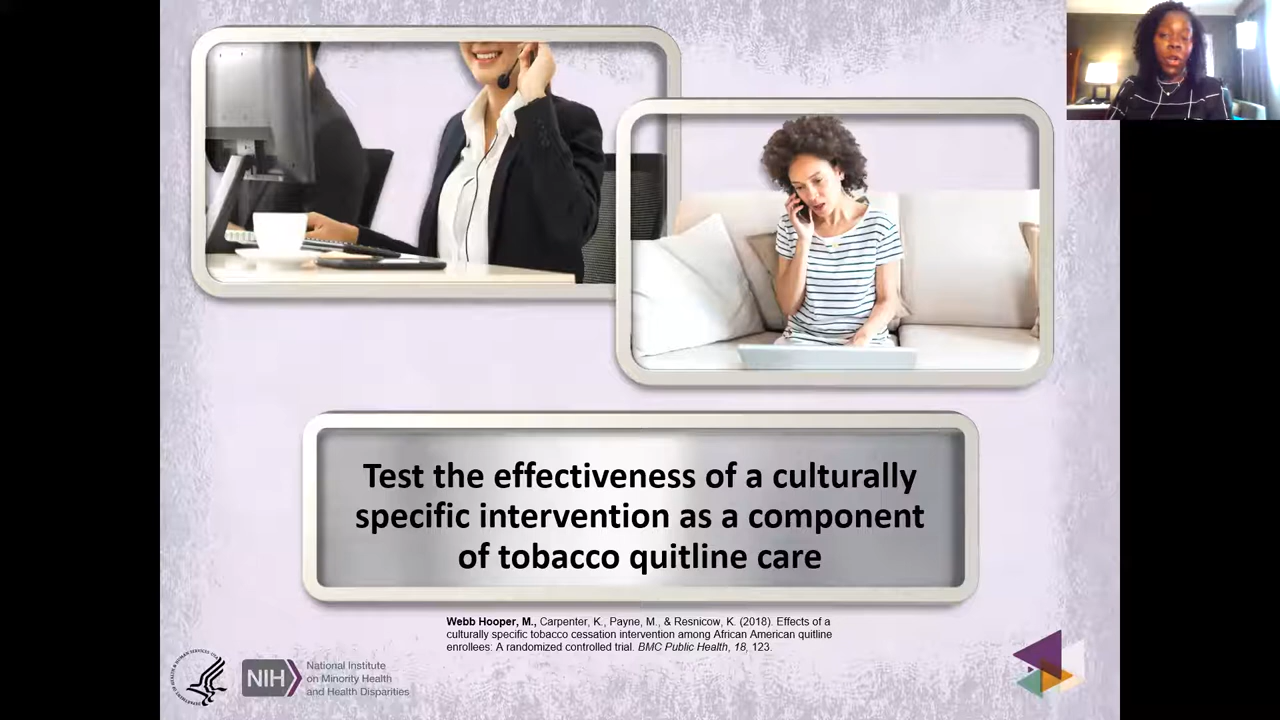 Test the effectiveness of a culturally
specific intervention as a component
of tobacco quitline care
Webb Hooper, M., Carpenter, K., Payne, M., & Resnicow, K. (2018). Effects of a
culturally specific tobacco cessation intervention among African American quitline
enrollees: A randomized controlled trial. BMC Public Health, 18, 123.
NIH
National Institute
on Minority Health
and Health Disparities